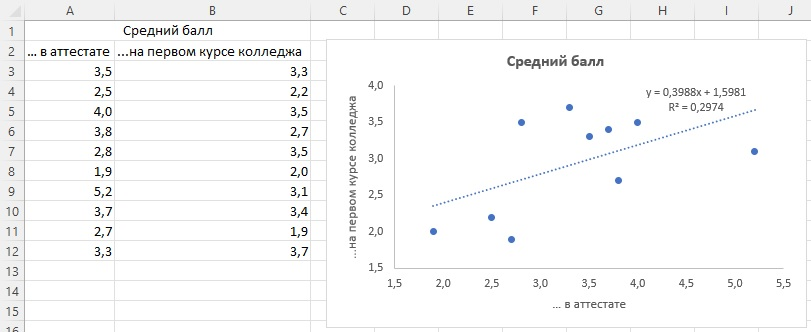 A B C D E F G H I J
1 Средний балл
2 ... в аттестате ...на первом курсе колледжа
3 3,5 3,3
4 2,5 2,2
5 4,0 3,5
6 3,8 2,7
7 2,8 3,5
8 1,9 2,0
9 5,2 3,1
10 3,7 3,4
11 2,7 1,9
12 3,3 3,7
13
14
15
16
Средний балл
y = 0,3988x + 1,5981
R² = 0,2974
...на первом курсе колледжа
4,0
3,5
3,0
2,5
2,0
1,5
1,5 2,0 2,5 3,0 3,5 4,0 4,5 5,0 5,5
... в аттестате